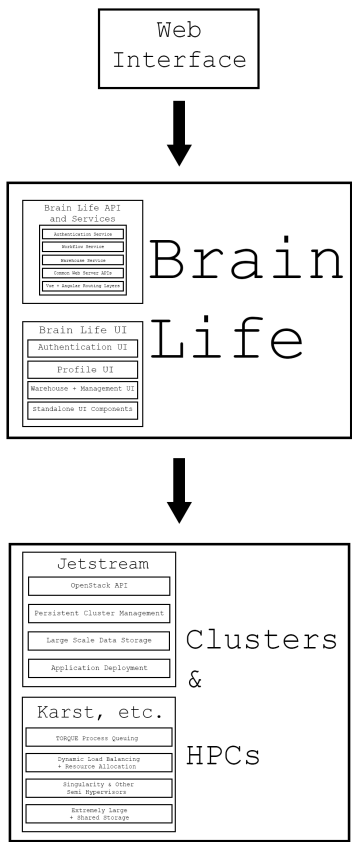 Web
Interface
Brain Life API
and Services
Authentication Service
Workflow Service
Warehouse Service
Common Web Server APIs
Vue + Angular Routing Layers
Brain
Life
Brain Life UI
Authentication UI
Profile UI
Warehouse + Management UI
Standalone UI Components
Jetstream
OpenStack API
Persistent Cluster Management
Large Scale Data Storage
Application Deployment
Clusters
&
HPCs
Karst, etc.
TORQUE Process Queuing
Dynamic Load Balancing
+ Resource Allocation
Singularity & Other
Semi Hypervisors
Extremely Large
+ Shared Storage